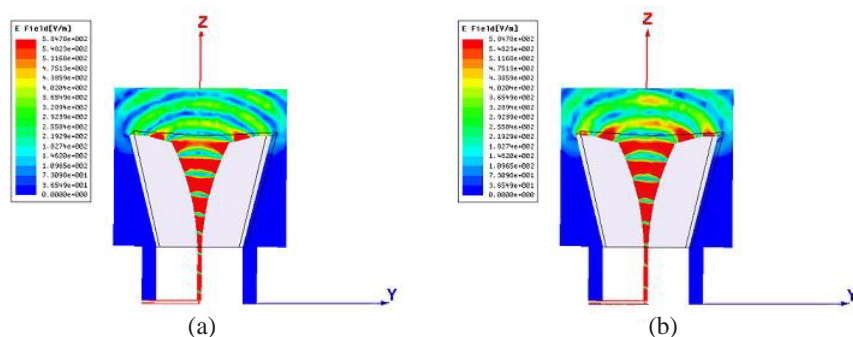 E Field[V/m]
5.8478e+002
5.4823e+002
5.1168e+002
4.7513e+002
4.3859e+002
4.0204e+002
3.6549e+002
3.2894e+002
2.9239e+002
2.5584e+002
2.1929e+002
1.8274e+002
1.4620e+002
1.0965e+002
7.3098e+001
3.6549e+001
0.0000e+000
Z
Y
(a)
E Field[V/m]
5.8478e+002
5.4823e+002
5.1168e+002
4.7513e+002
4.3859e+002
4.0204e+002
3.6549e+002
3.2894e+002
2.9239e+002
2.5584e+002
2.1929e+002
1.8274e+002
1.4620e+002
1.0965e+002
7.3098e+001
3.6549e+001
0.0000e+000
Z
Y
(b)